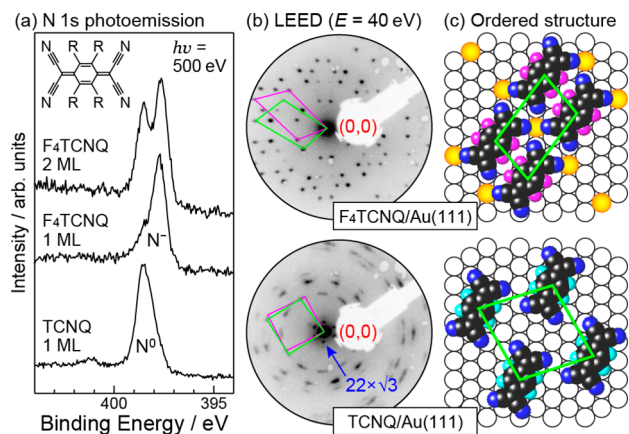 (a) N 1s photoemission
(b) LEED (E = 40 eV)
(c) Ordered structure
N N
R R
R R
N N
hν =
500 eV
F₄TCNQ
2 ML
F₄TCNQ
1 ML
N⁻
TCNQ
1 ML
N⁰
Intensity / arb. units
400 395
Binding Energy / eV
(0,0)
F₄TCNQ/Au(111)
(0,0)
22×√3
TCNQ/Au(111)